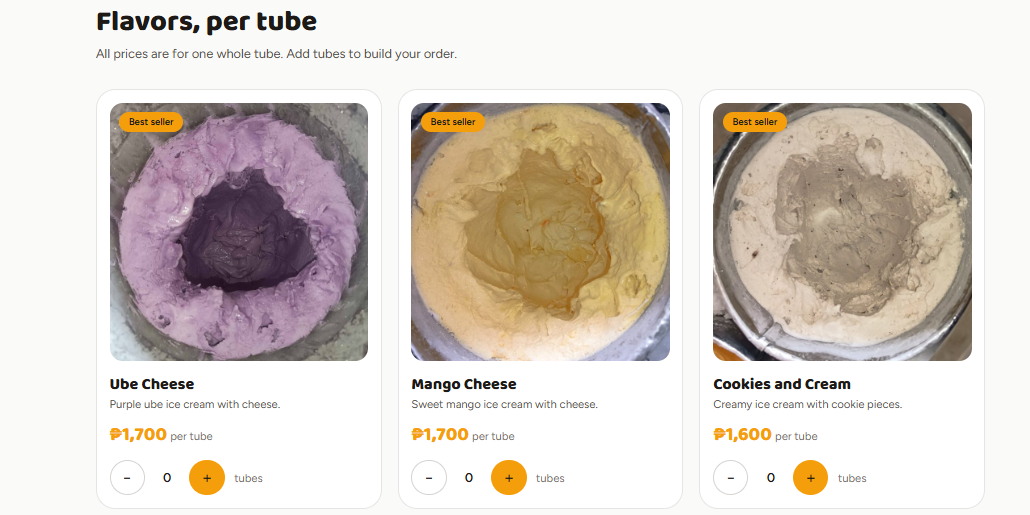 Flavors, per tube
All prices are for one whole tube. Add tubes to build your order.
Best seller
Best seller
Best seller
Ube Cheese
Mango Cheese
Cookies and Cream
Purple ube ice cream with cheese.
Sweet mango ice cream with cheese.
Creamy ice cream with cookie pieces.
₱1,700 per tube
₱1,700 per tube
₱1,600 per tube
− 0 + tubes
− 0 + tubes
− 0 + tubes